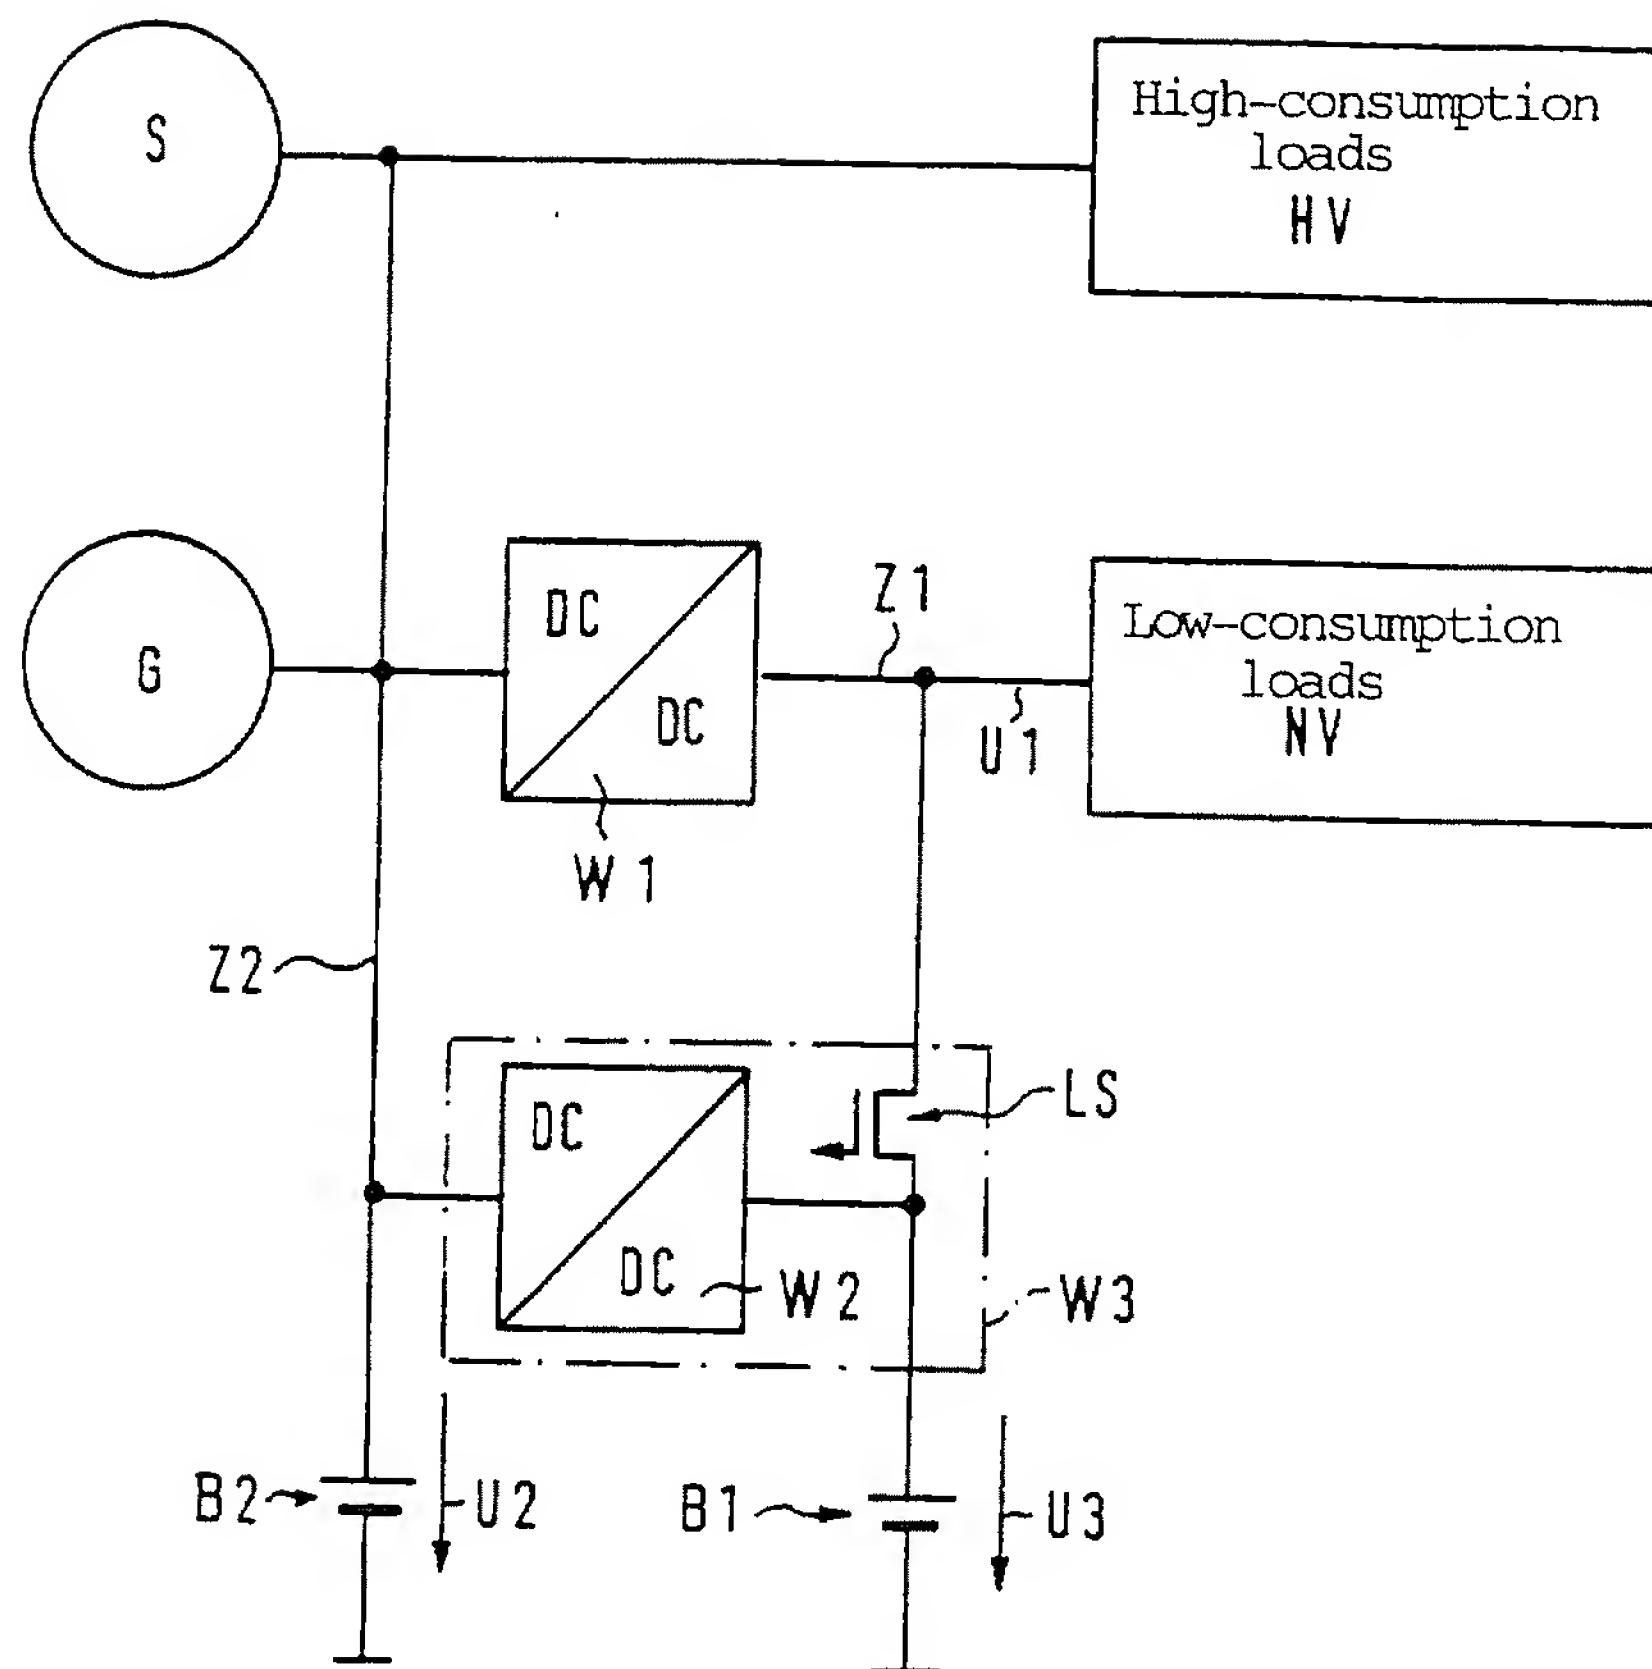 S
High-consumption
loads
HV
G
DC
DC
W1
Z1
U1
Low-consumption
loads
NV
Z2
DC
DC
W2
LS
W3
B2
U2
B1
U3